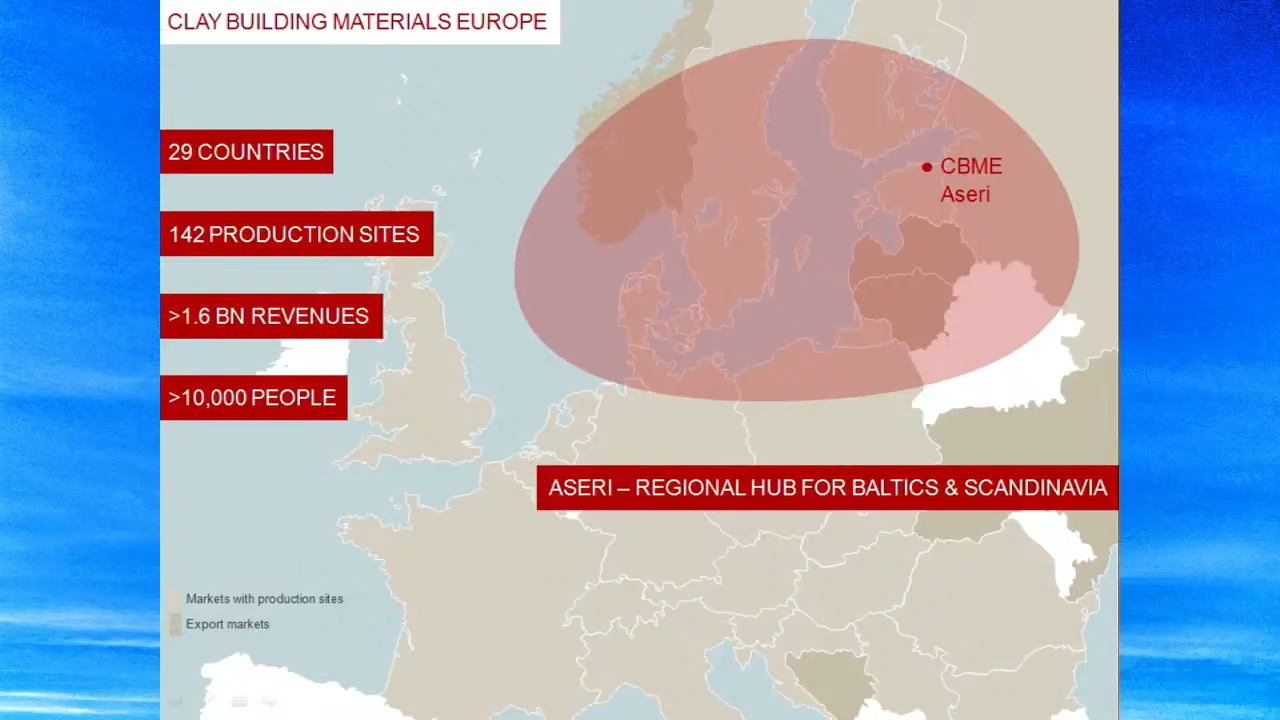 CLAY BUILDING MATERIALS EUROPE
29 COUNTRIES
CBME
Aseri
142 PRODUCTION SITES
>1.6 BN REVENUES
>10,000 PEOPLE
ASERI – REGIONAL HUB FOR BALTICS & SCANDINAVIA
Markets with production sites
Export markets